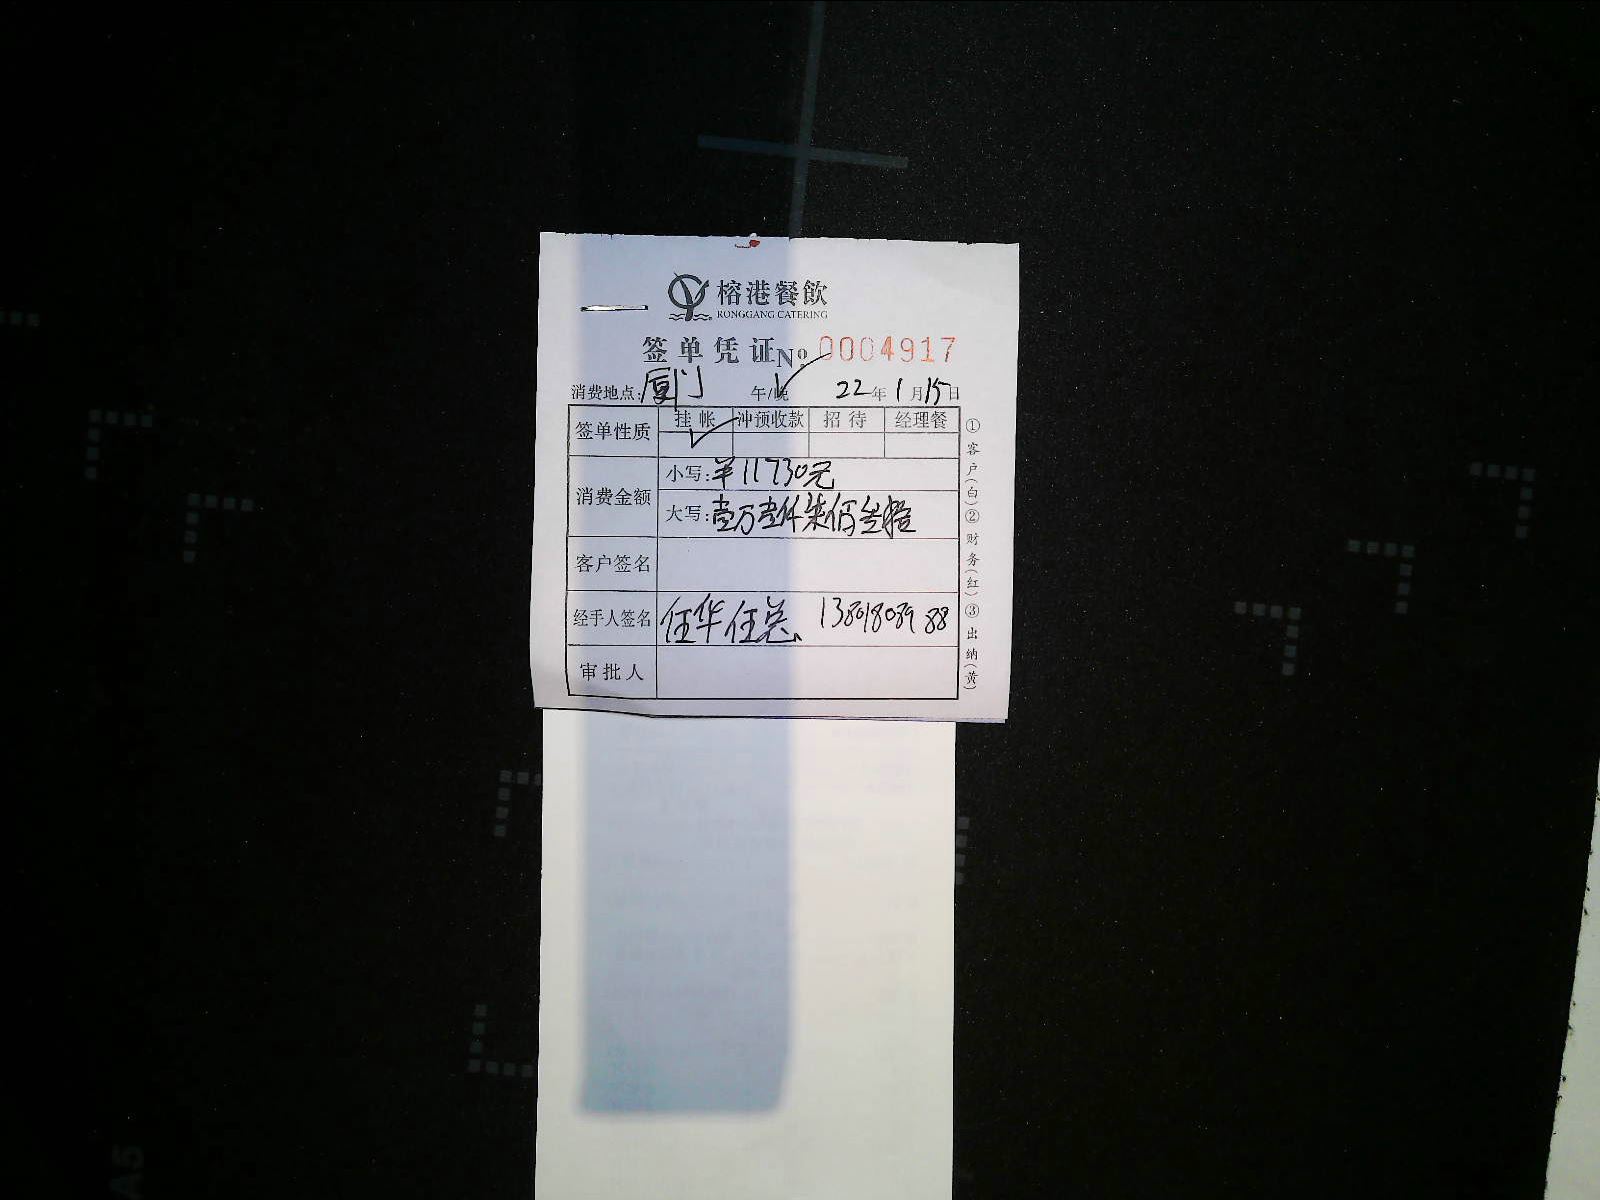 榕港餐飲
RONGGANG CATERING
签单凭证 No. 0004917
消费地点:厦门 午/晚 22年1月15日
签单性质 挂帐 冲预收款 招待 经理餐
消费金额 小写:￥11730元
大写:壹万壹仟柒佰叁拾
客户签名
经手人签名 任华任总 13898089 88
审批人
①客户(白)②财务(红)③出纳(黄)
A5